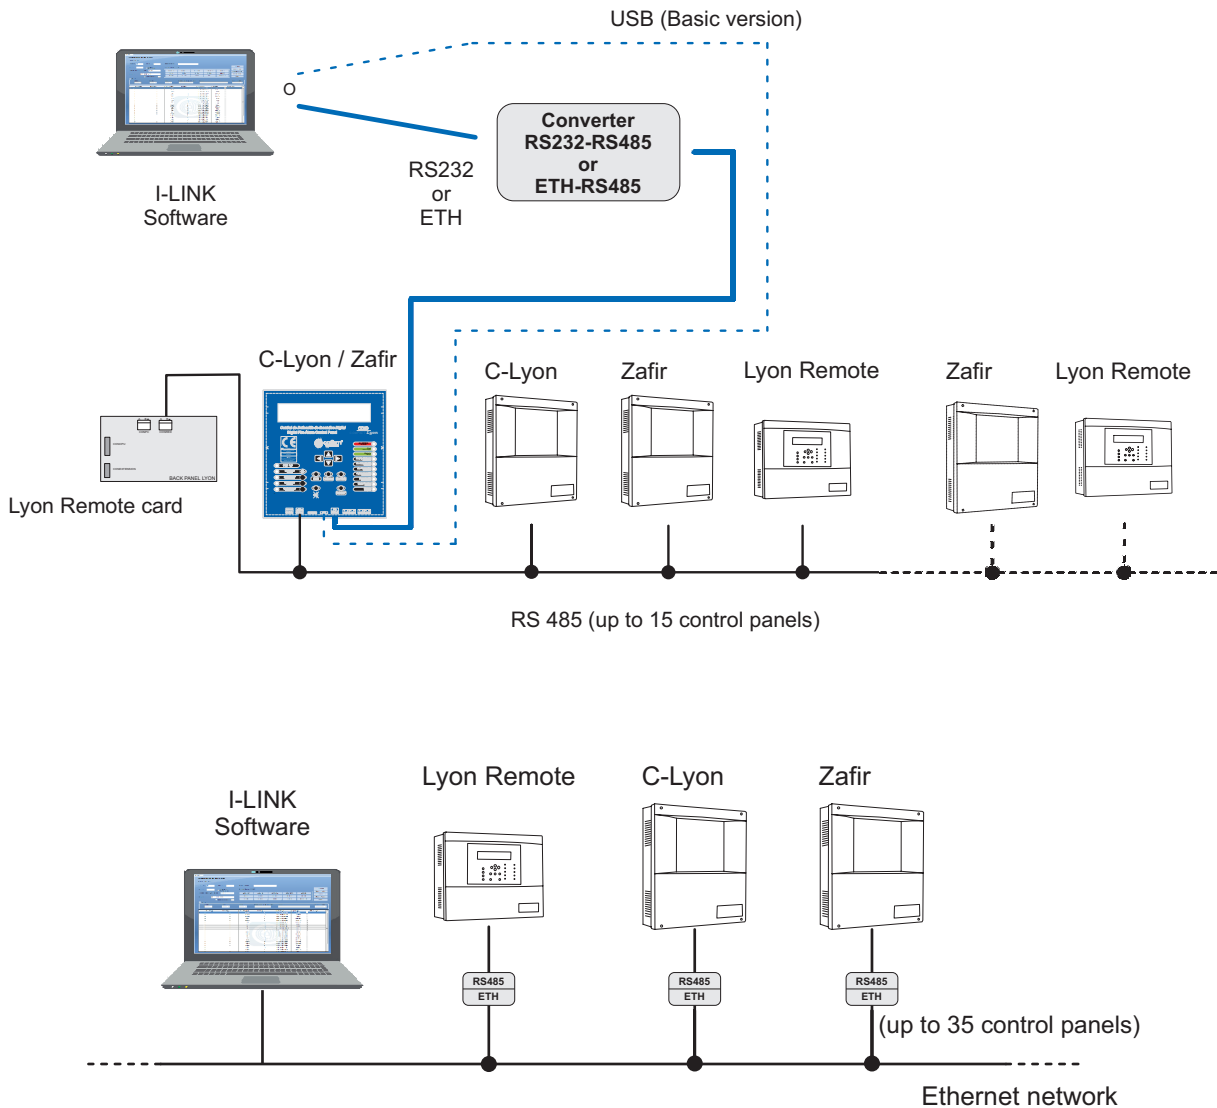 USB (Basic version)
O
Converter
RS232-RS485
or
ETH-RS485
RS232
or
ETH
I-LINK
Software
C-Lyon / Zafir
C-Lyon
Zafir
Lyon Remote
Zafir
Lyon Remote
BACK PANEL LYON
Lyon Remote card
RS 485 (up to 15 control panels)
Lyon Remote
C-Lyon
Zafir
I-LINK
Software
RS485
ETH
RS485
ETH
RS485
ETH
(up to 35 control panels)
Ethernet network